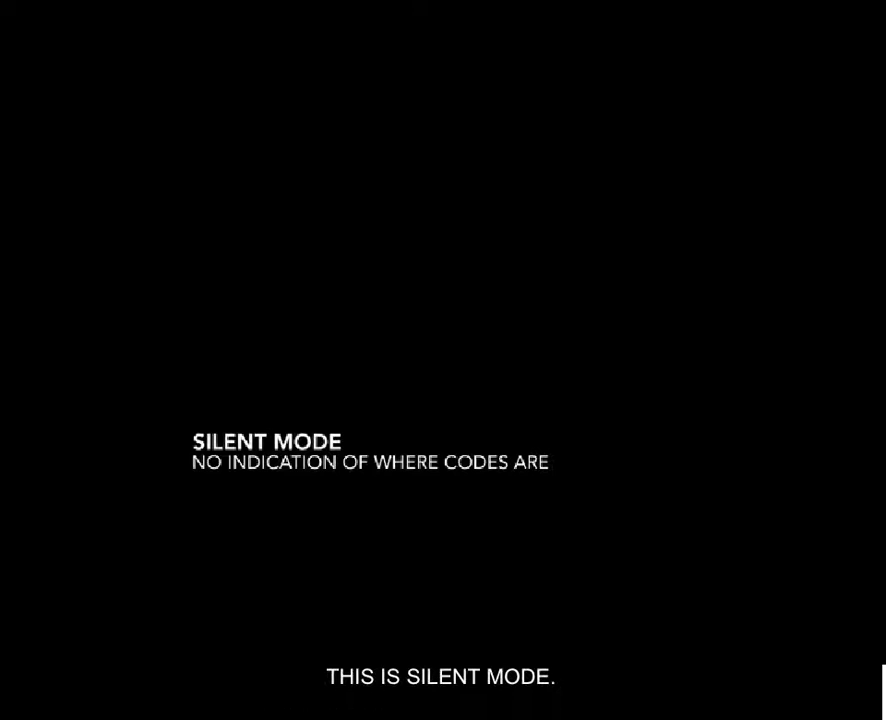 SILENT MODE
NO INDICATION OF WHERE CODES ARE
THIS IS SILENT MODE.